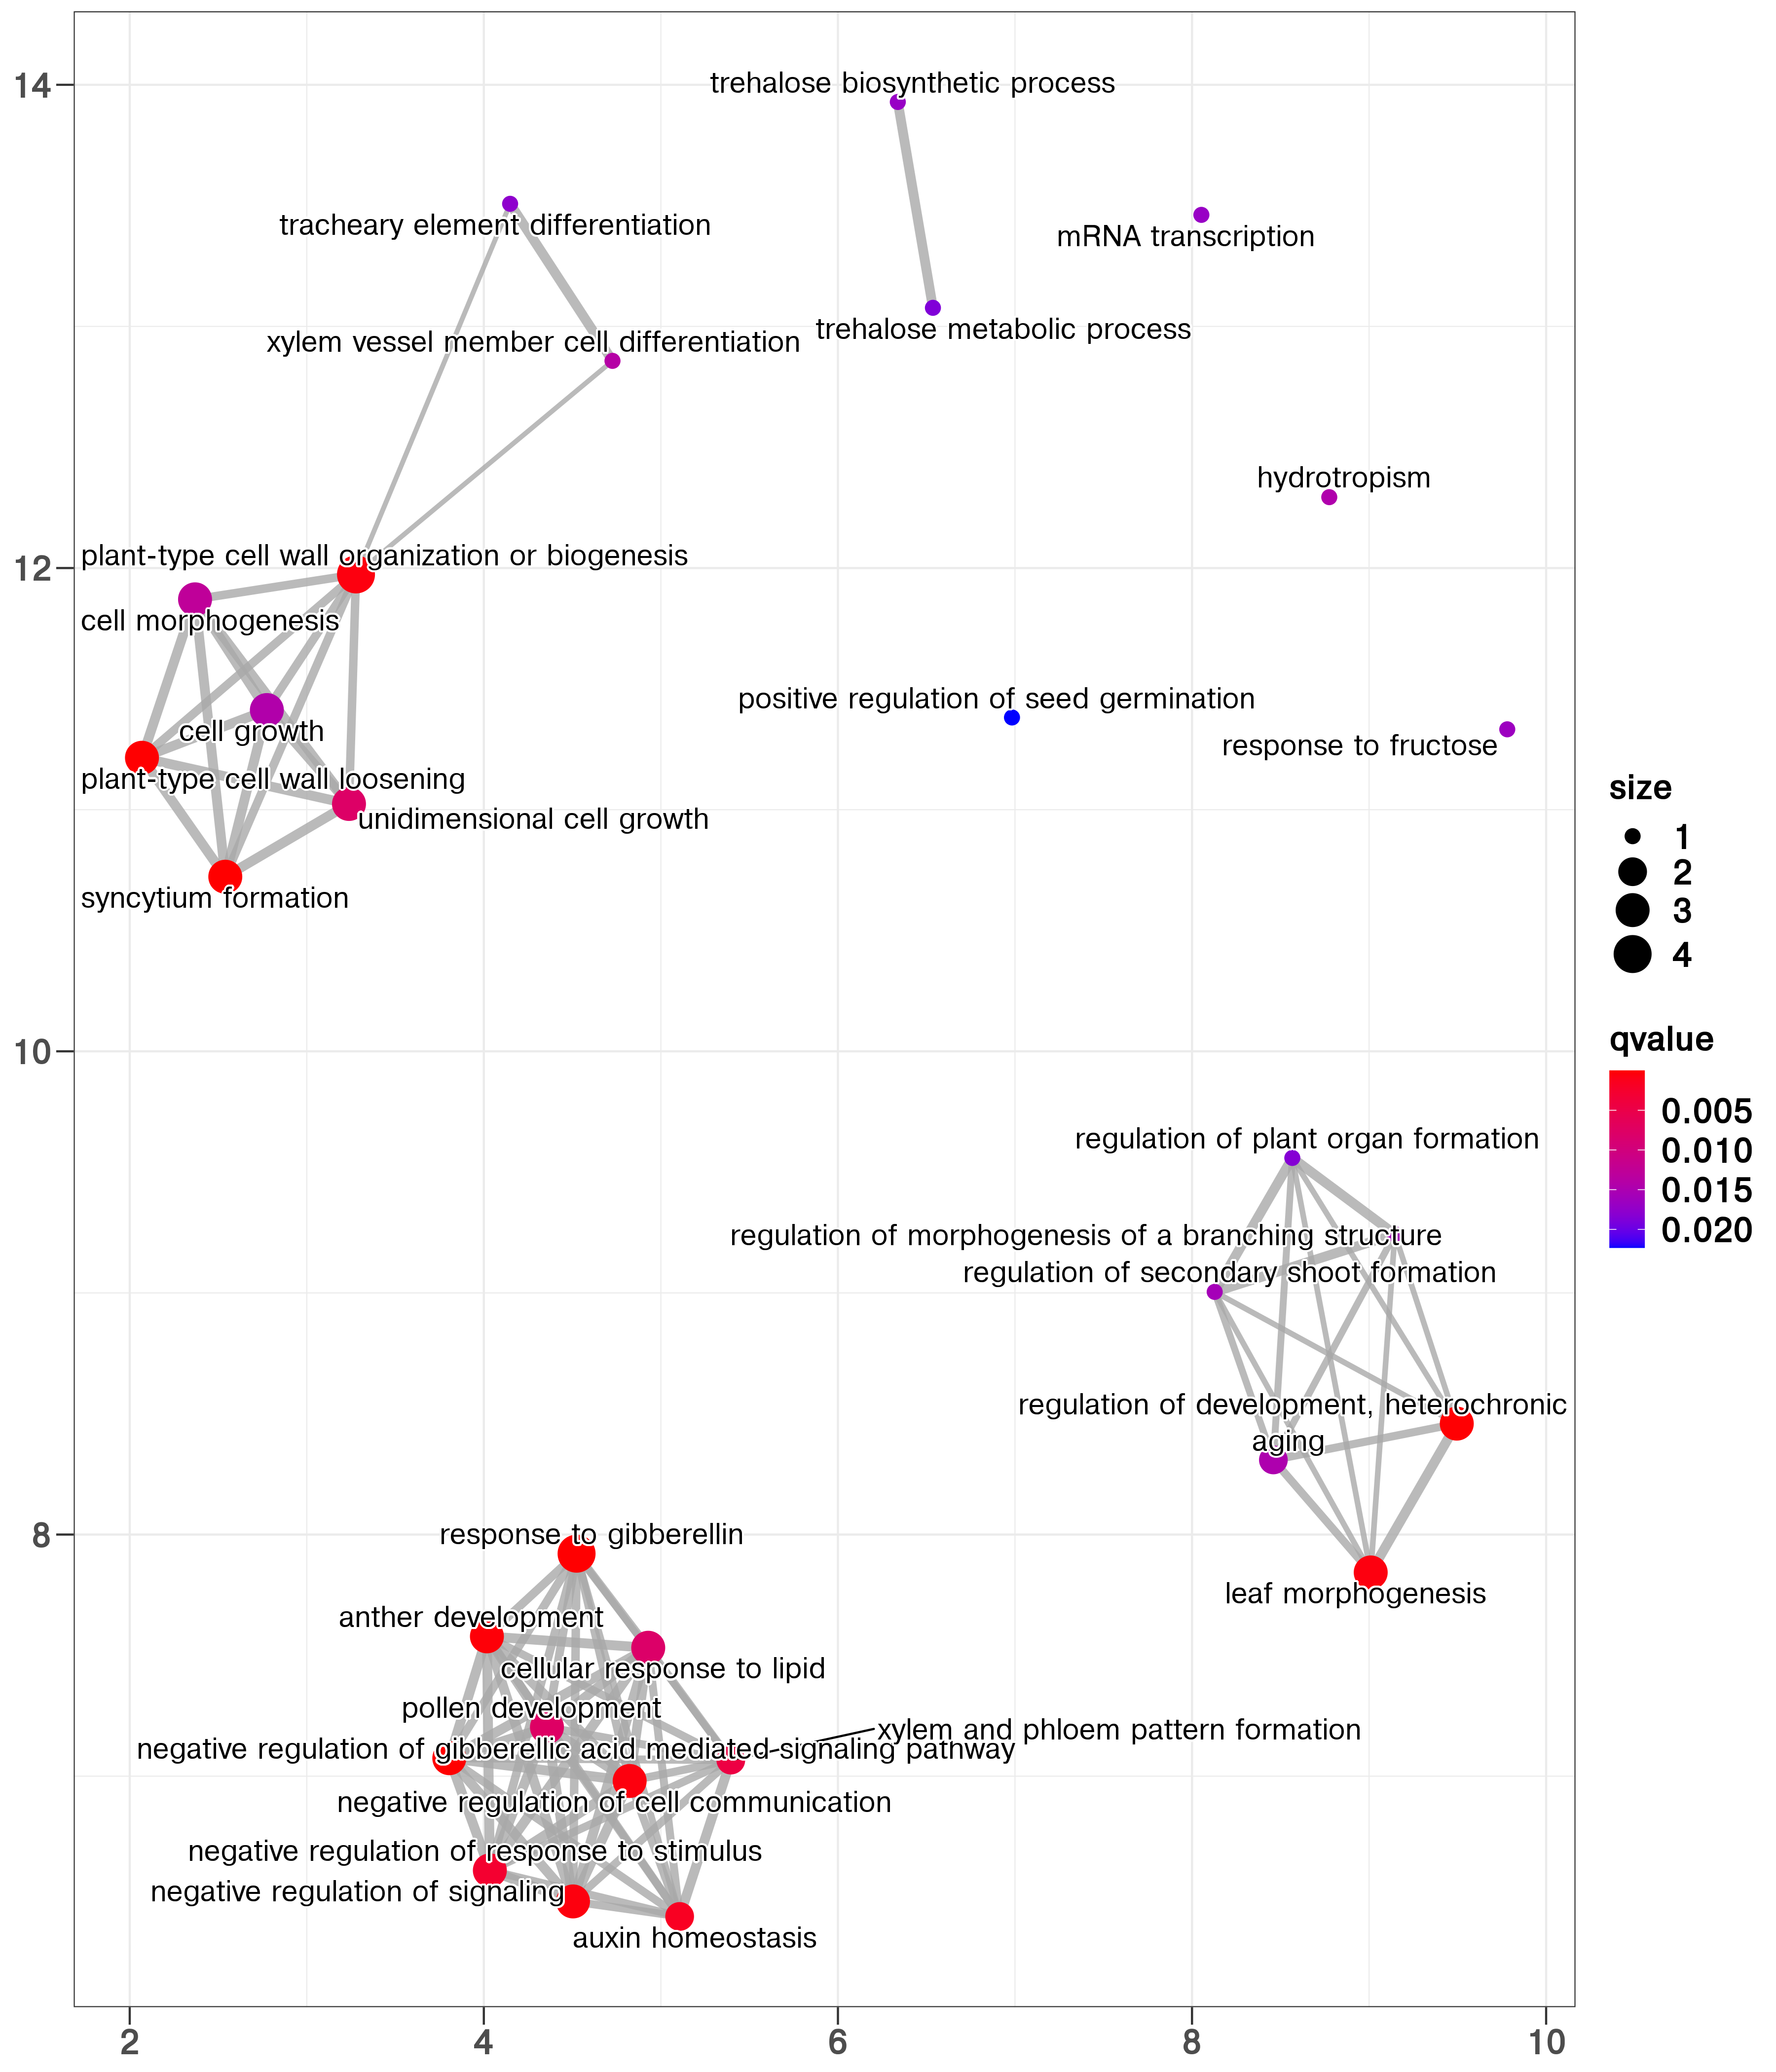 14
12
10
8
trehalose biosynthetic process
tracheary element differentiation
mRNA transcription
trehalose metabolic process
xylem vessel member cell differentiation
hydrotropism
plant-type cell wall organization or biogenesis
cell morphogenesis
positive regulation of seed germination
cell growth
response to fructose
plant-type cell wall loosening
unidimensional cell growth
syncytium formation
regulation of plant organ formation
regulation of morphogenesis of a branching structure
regulation of secondary shoot formation
regulation of development, heterochronic
aging
response to gibberellin
leaf morphogenesis
anther development
cellular response to lipid
pollen development
xylem and phloem pattern formation
negative regulation of gibberellic acid mediated signaling pathway
negative regulation of cell communication
negative regulation of response to stimulus
negative regulation of signaling
auxin homeostasis
2
4
6
8
10
size
1
2
3
4
qvalue
0.005
0.010
0.015
0.020